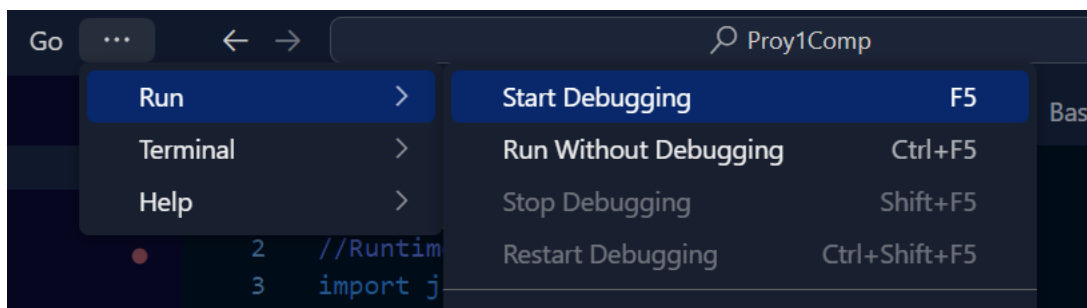 Go ... ← → Proy1Comp
Run > Start Debugging F5
Bas
Terminal > Run Without Debugging Ctrl+F5
Help > Stop Debugging Shift+F5
2 //Runtim Restart Debugging Ctrl+Shift+F5
3 import j